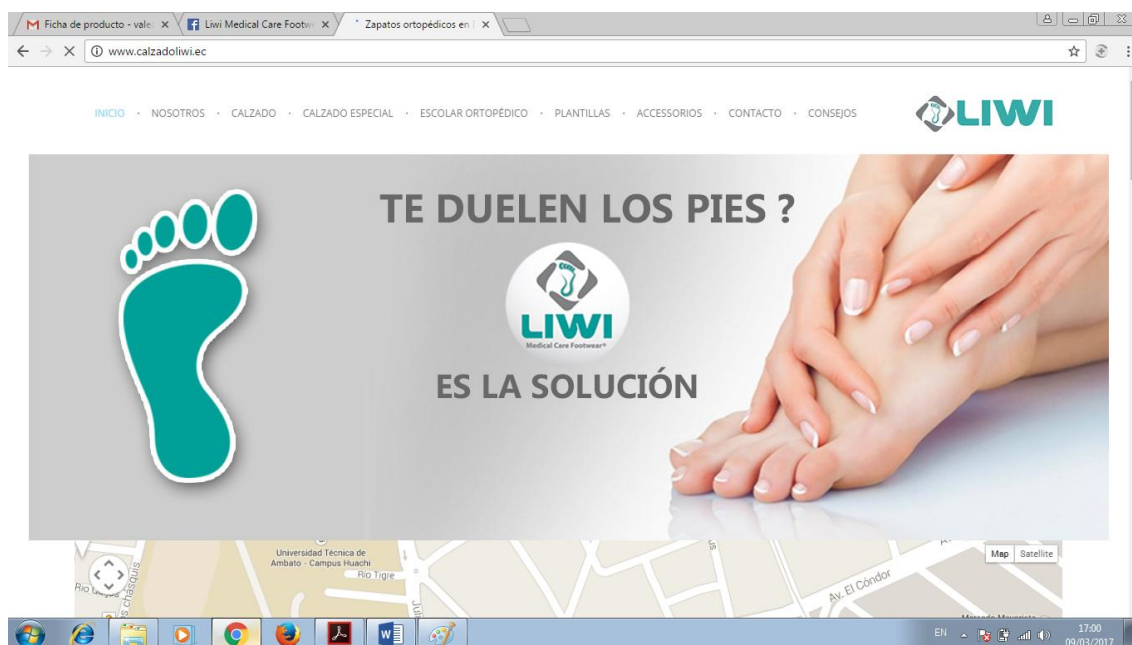 Ficha de producto - vale
Liwi Medical Care Footw
Zapatos ortopédicos en
www.calzadoliwi.ec
INICIO · NOSOTROS · CALZADO · CALZADO ESPECIAL · ESCOLAR ORTOPÉDICO · PLANTILLAS · ACCESSORIOS · CONTACTO · CONSEJOS
LIWI
TE DUELEN LOS PIES ?
LIWI
Medical Care Footwear®
ES LA SOLUCIÓN
Universidad Técnica de
Ambato - Campus Huachi
Rio Tigre
Av. El Cóndor
Map Satellite
EN
17:00
09/03/2017